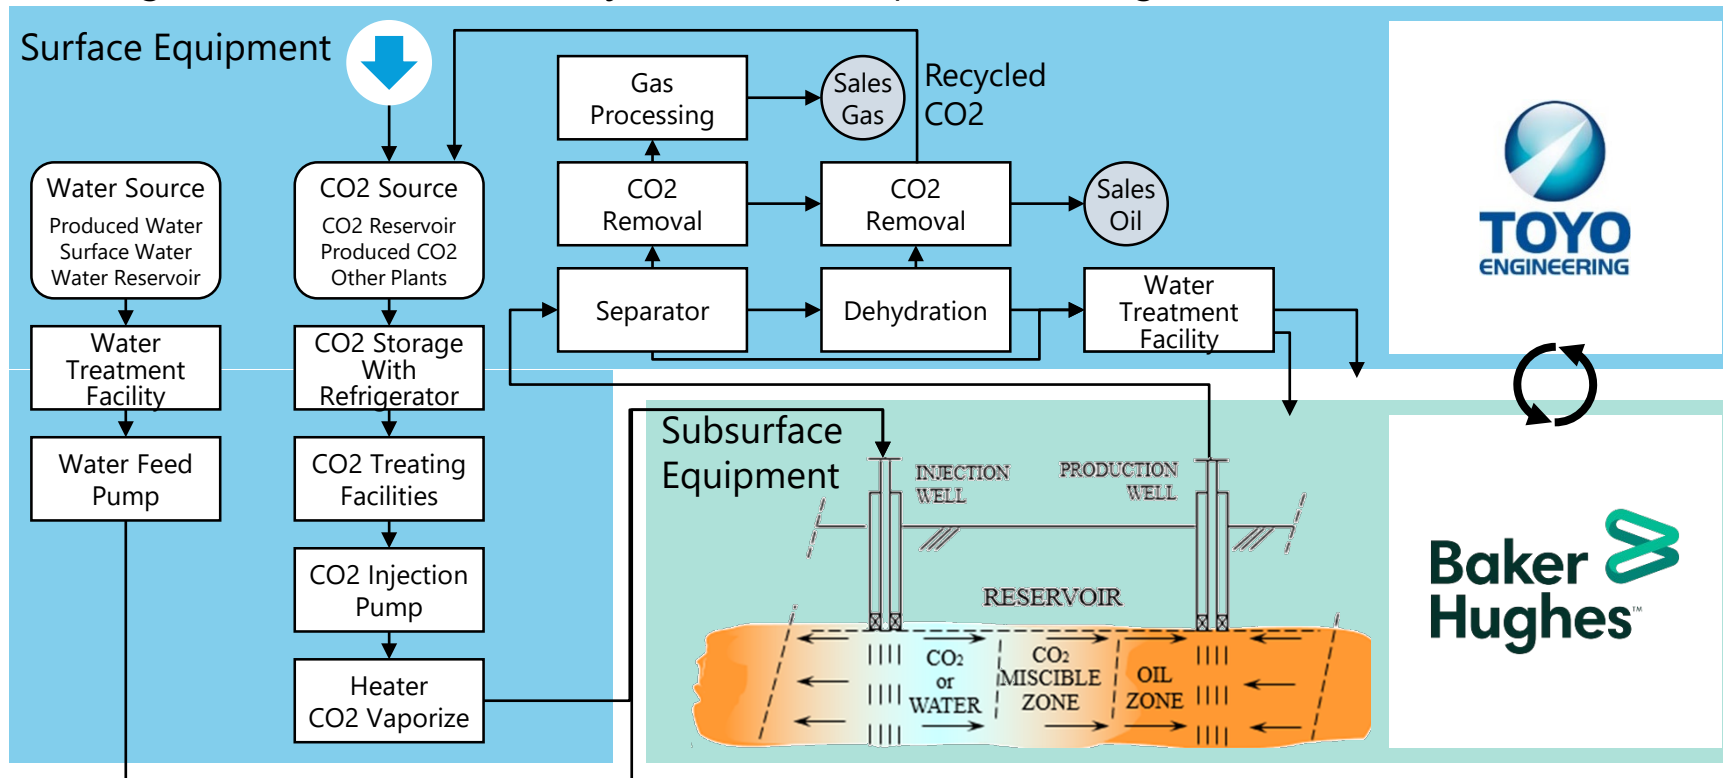 Surface Equipment
Gas
Processing
Sales
Gas
Recycled
CO2
Water Source
Produced Water
Surface Water
Water Reservoir
CO2 Source
CO2 Reservoir
Produced CO2
Other Plants
CO2
Removal
CO2
Removal
Sales
Oil
TOYO
ENGINEERING
Separator
Dehydration
Water
Treatment
Facility
Water
Treatment
Facility
CO2 Storage
With
Refrigerator
Water Feed
Pump
CO2 Treating
Facilities
CO2 Injection
Pump
Heater
CO2 Vaporize
Subsurface
Equipment
INJECTION
WELL
PRODUCTION
WELL
RESERVOIR
CO2
or
WATER
CO2
MISCIBLE
ZONE
OIL
ZONE
Baker
Hughes™